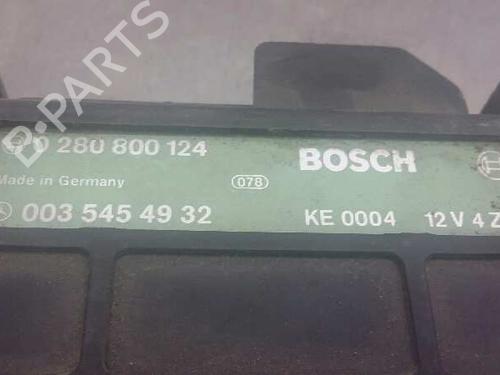 0 280 800 124 BOSCH
Made in Germany 078
003 545 49 32 KE 0004 12 V 4 Z
B-PARTS